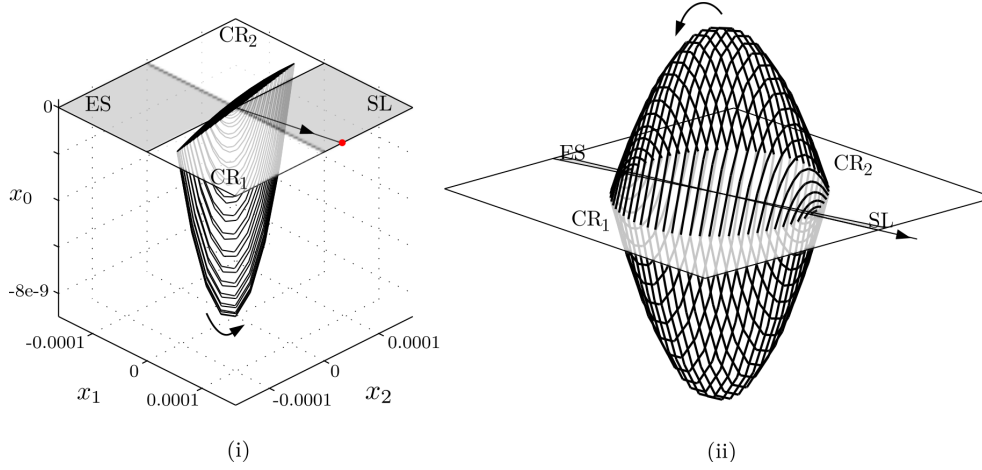 CR2
ES
SL
0
CR1
x0
-8e-9
-0.0001
0
0.0001
x1
-0.0001
0
0.0001
x2
(i)
ES
CR2
CR1
SL
(ii)